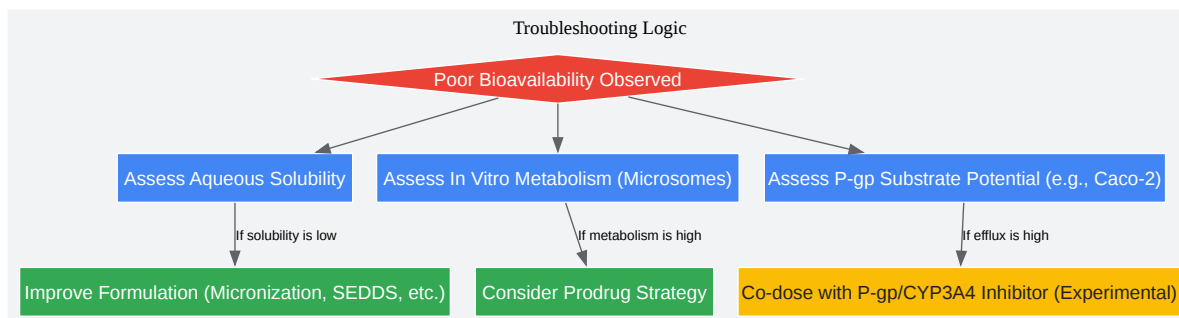 Troubleshooting Logic
Poor Bioavailability Observed
Assess Aqueous Solubility
Assess In Vitro Metabolism (Microsomes)
Assess P-gp Substrate Potential (e.g., Caco-2)
If solubility is low
If metabolism is high
If efflux is high
Improve Formulation (Micronization, SEDDS, etc.)
Consider Prodrug Strategy
Co-dose with P-gp/CYP3A4 Inhibitor (Experimental)